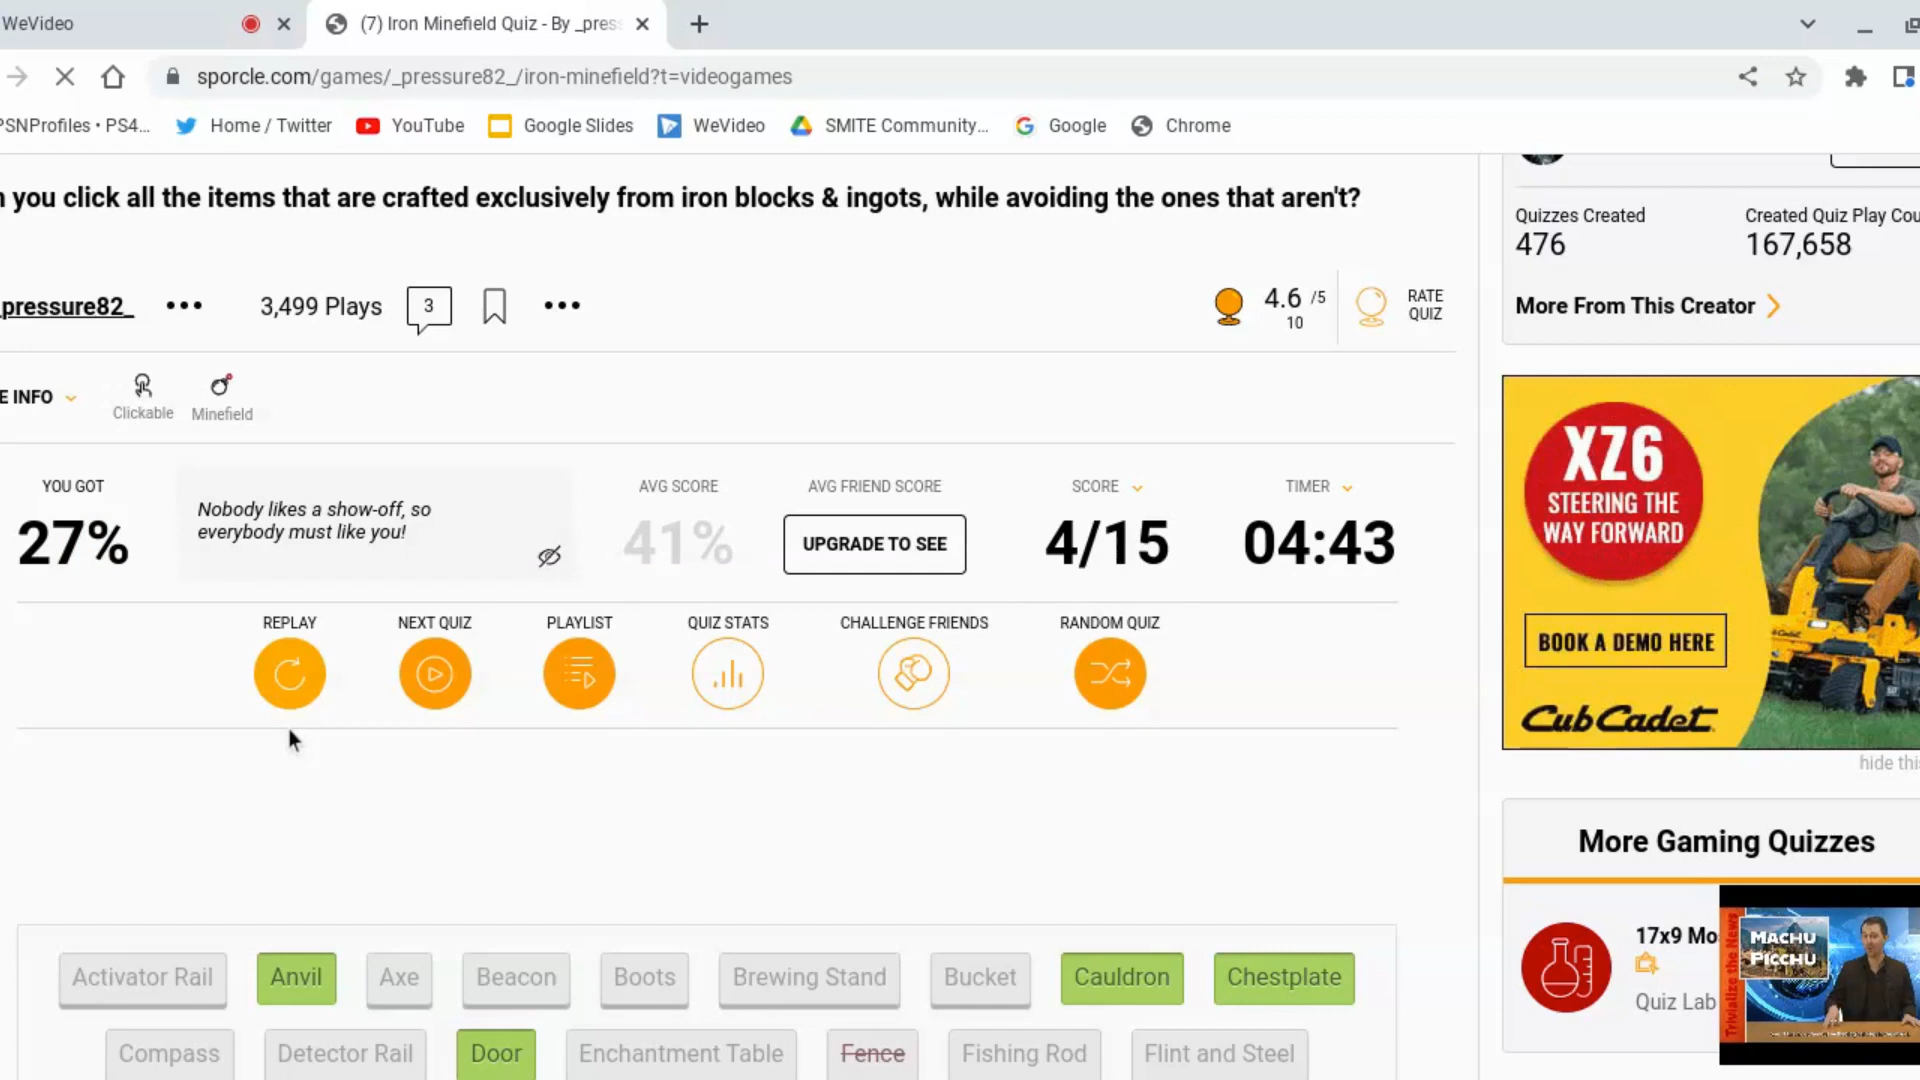 WeVideo
(7) Iron Minefield Quiz - By _pres
sporcle.com/games/_pressure82_/iron-minefield?t=videogames
PSNProfiles • PS4...
Home / Twitter
YouTube
Google Slides
WeVideo
SMITE Community...
Google
Chrome
n you click all the items that are crafted exclusively from iron blocks & ingots, while avoiding the ones that aren't?
pressure82_
3,499 Plays
3
4.6 /5
10
RATE
QUIZ
E INFO
Clickable
Minefield
YOU GOT
27%
Nobody likes a show-off, so
everybody must like you!
AVG SCORE
41%
AVG FRIEND SCORE
UPGRADE TO SEE
SCORE
4/15
TIMER
04:43
REPLAY
NEXT QUIZ
PLAYLIST
QUIZ STATS
CHALLENGE FRIENDS
RANDOM QUIZ
Activator Rail
Anvil
Axe
Beacon
Boots
Brewing Stand
Bucket
Cauldron
Chestplate
Compass
Detector Rail
Door
Enchantment Table
Fence
Fishing Rod
Flint and Steel
Quizzes Created
476
Created Quiz Play Cou
167,658
More From This Creator
XZ6
STEERING THE
WAY FORWARD
BOOK A DEMO HERE
Cub Cadet
hide this
More Gaming Quizzes
17x9 Mo
Quiz Lab
Trivialize the News
MACHU
PICCHU